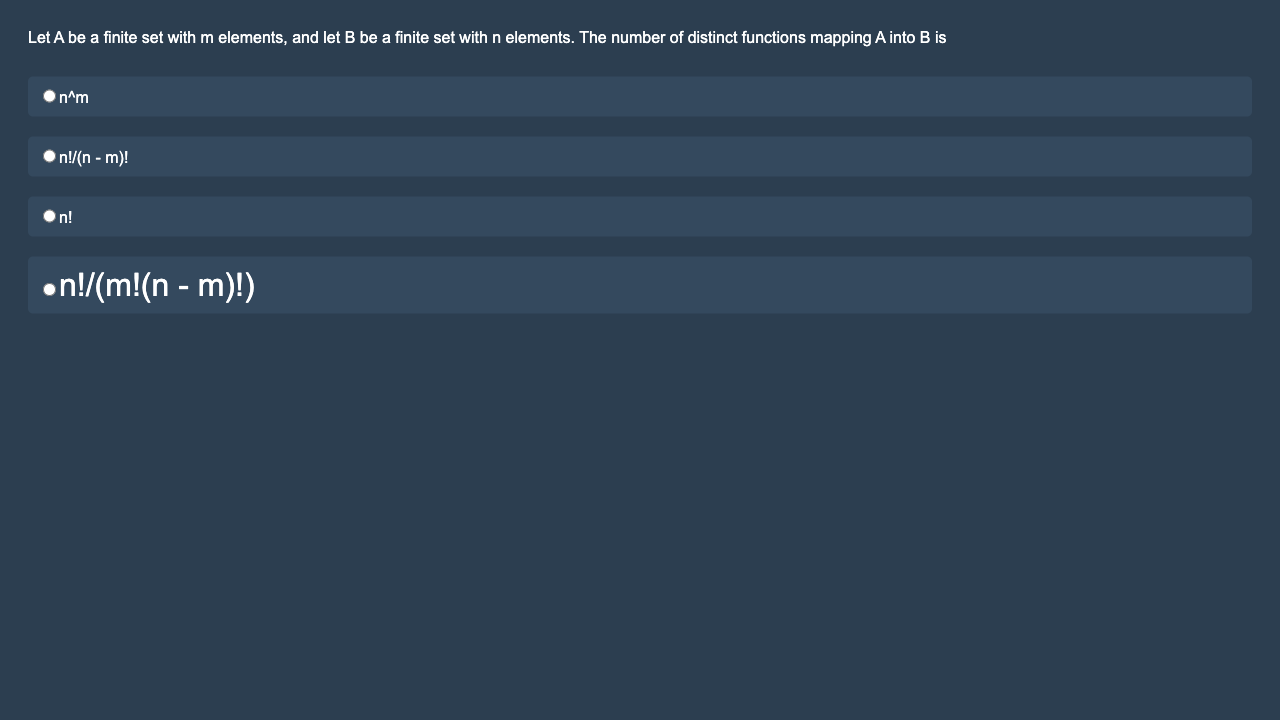 Let A be a finite set with m elements, and let B be a finite set with n elements. The number of distinct functions mapping A into B is
n^m
n!/(n - m)!
n!
n!/(m!(n - m)!)